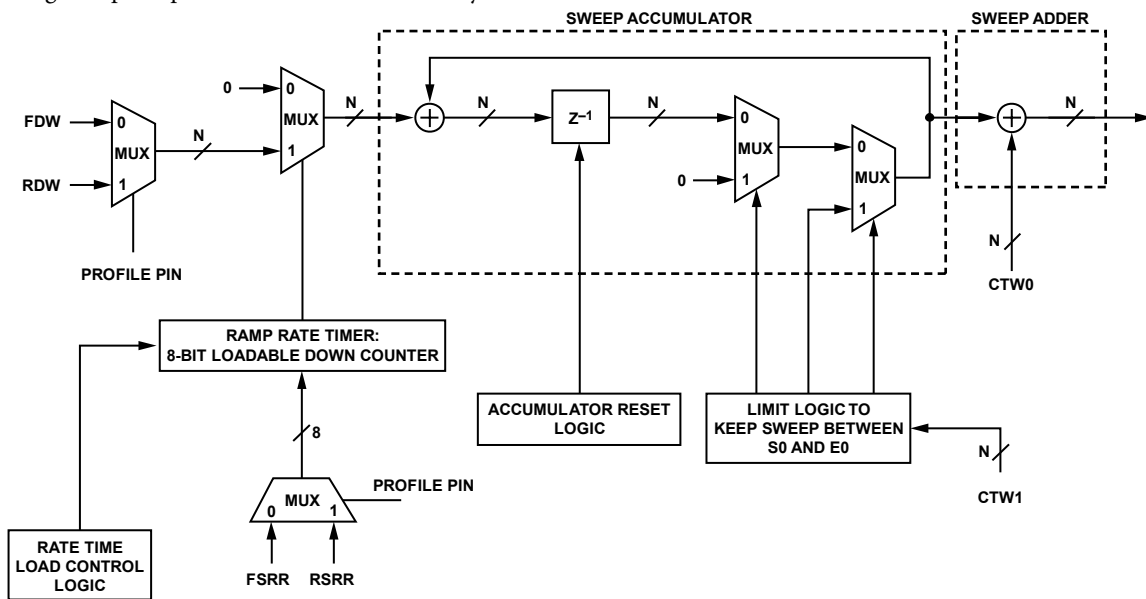 SWEEP ACCUMULATOR
SWEEP ADDER
0
0
MUX
1
N
N
Z–1
N
0
MUX
1
0
0
MUX
1
N
FDW
0
MUX
RDW
1
N
PROFILE PIN
N
CTW0
RAMP RATE TIMER:
8-BIT LOADABLE DOWN COUNTER
ACCUMULATOR RESET
LOGIC
LIMIT LOGIC TO
KEEP SWEEP BETWEEN
S0 AND E0
N
CTW1
8
PROFILE PIN
MUX
0
1
FSRR
RSRR
RATE TIME
LOAD CONTROL
LOGIC